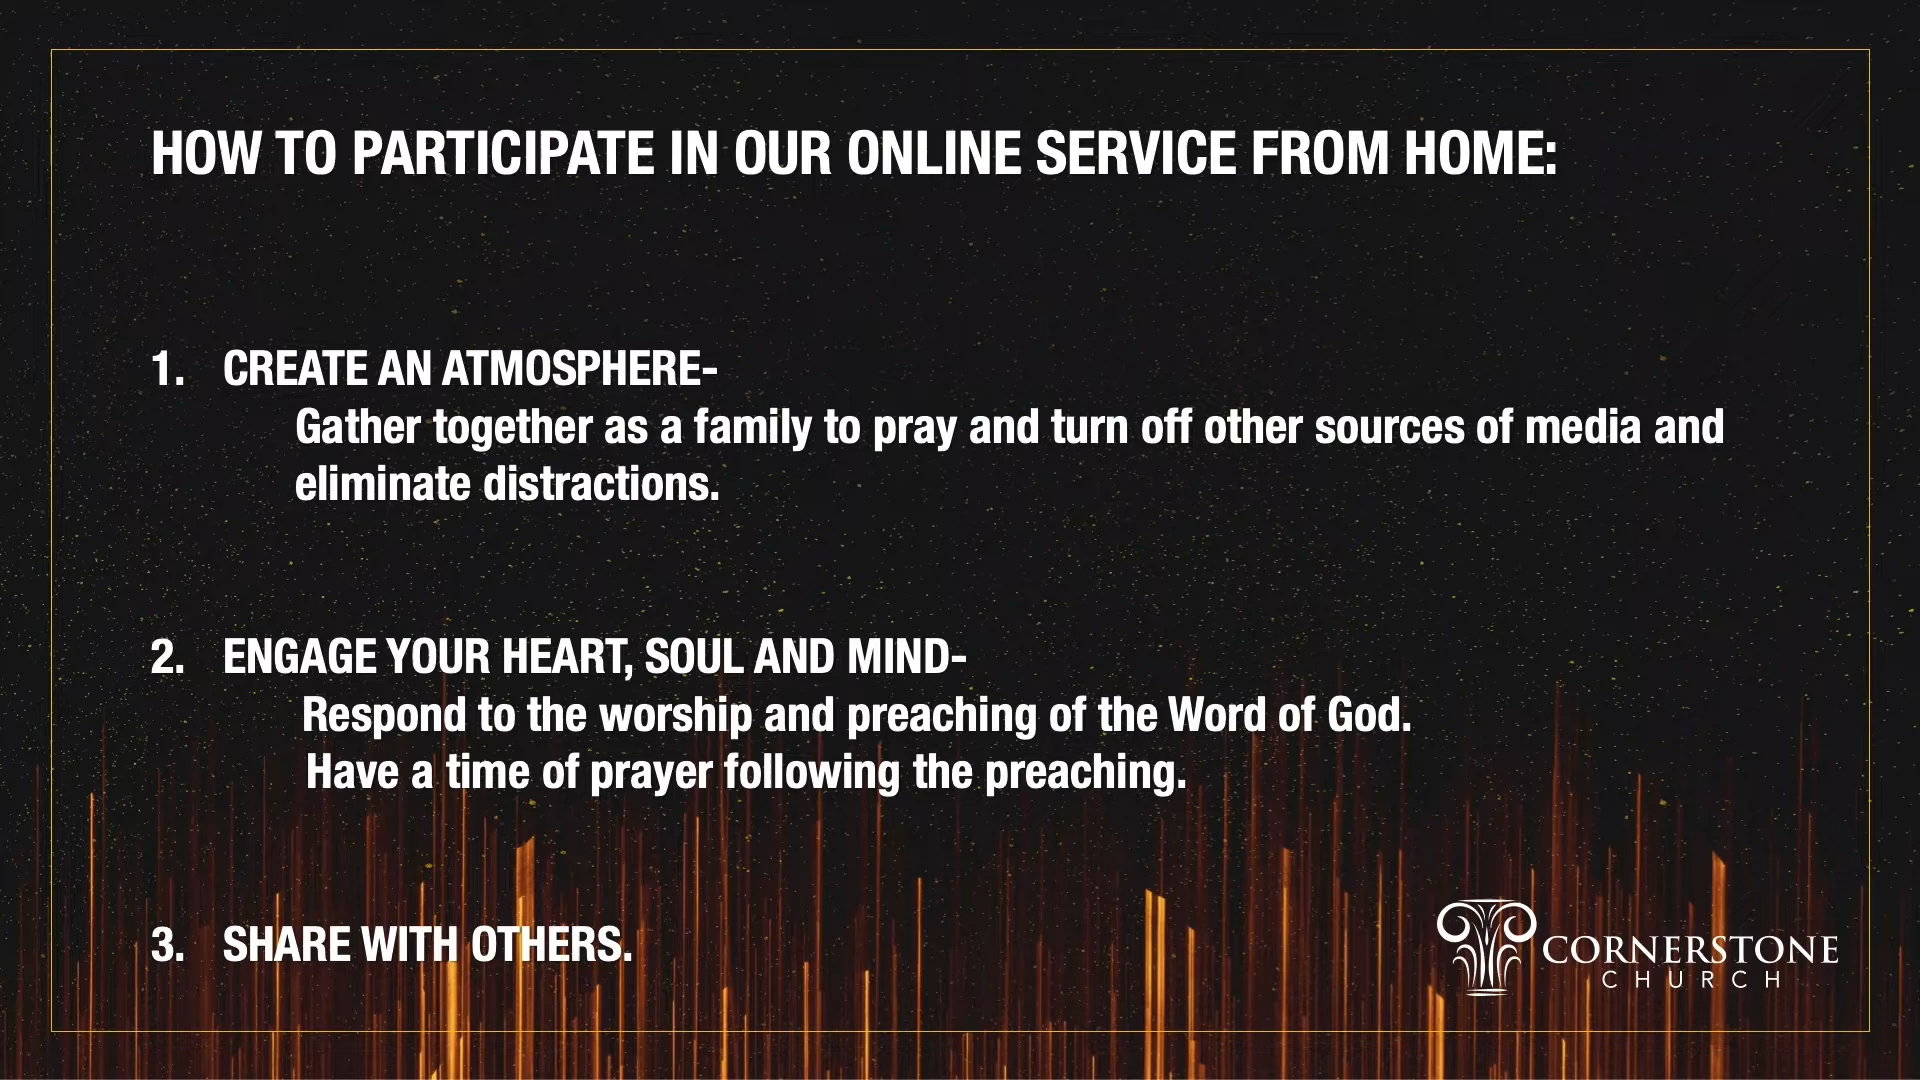 HOW TO PARTICIPATE IN OUR ONLINE SERVICE FROM HOME:
1. CREATE AN ATMOSPHERE-
Gather together as a family to pray and turn off other sources of media and
eliminate distractions.
2. ENGAGE YOUR HEART, SOUL AND MIND-
Respond to the worship and preaching of the Word of God.
Have a time of prayer following the preaching.
3. SHARE WITH OTHERS.
CORNERSTONE
CHURCH